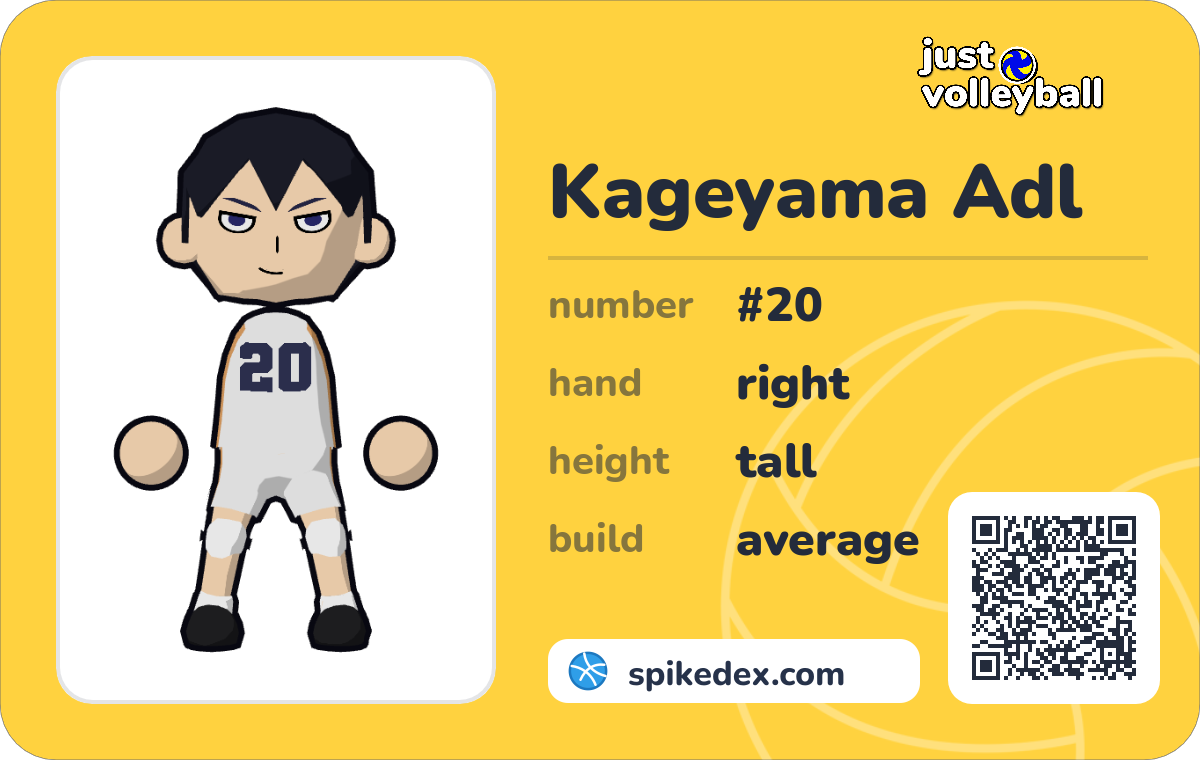 just
volleyball
Kageyama Adl
number #20
hand right
height tall
build average
20
spikedex.com